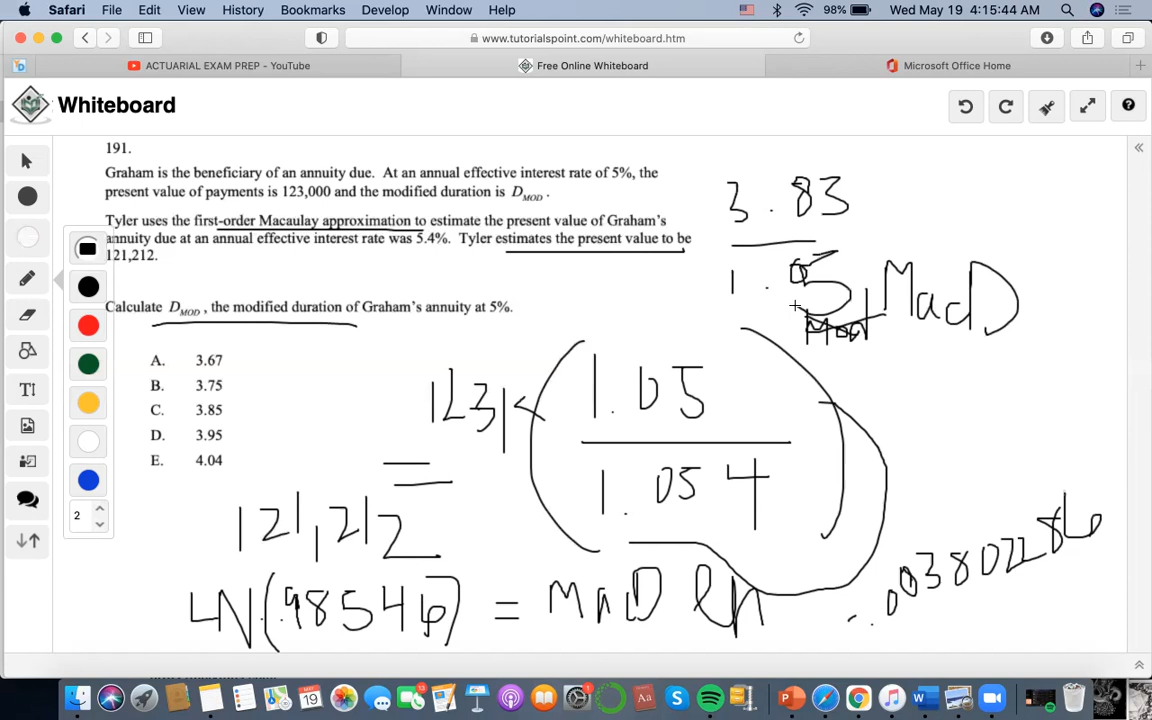 Safari File Edit View History Bookmarks Develop Window Help 98% Wed May 19 4:15:44 AM
www.tutorialspoint.com/whiteboard.htm
ACTUARIAL EXAM PREP - YouTube Free Online Whiteboard Microsoft Office Home
Whiteboard
191.
Graham is the beneficiary of an annuity due. At an annual effective interest rate of 5%, the
present value of payments is 123,000 and the modified duration is D_MOD .
Tyler uses the first-order Macaulay approximation to estimate the present value of Graham's
annuity due at an annual effective interest rate was 5.4%. Tyler estimates the present value to be
121,212.
Calculate D_MOD , the modified duration of Graham's annuity at 5%.
A. 3.67
B. 3.75
C. 3.85
D. 3.95
E. 4.04
3.83
1.05
Mod
MacD
123,
1.05
1.054
=
121,212
LN(.98546) = MacD ln
2
Tı
MAY
19
Aa